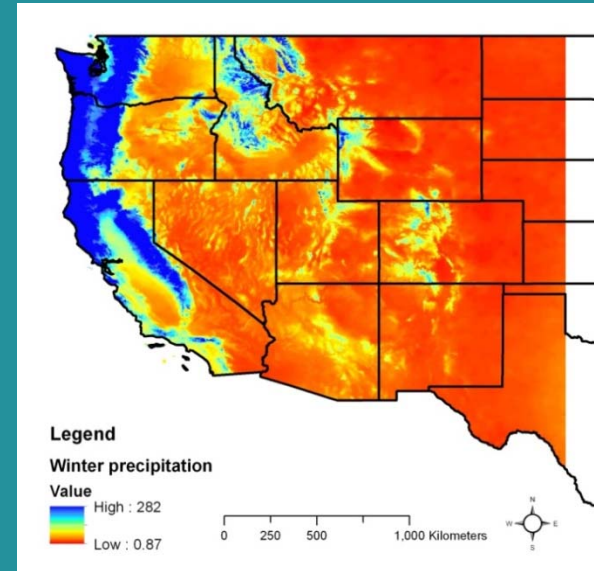 Legend
Winter precipitation
Value
High : 282
Low : 0.87
0 250 500 1,000 Kilometers
N
W E
S